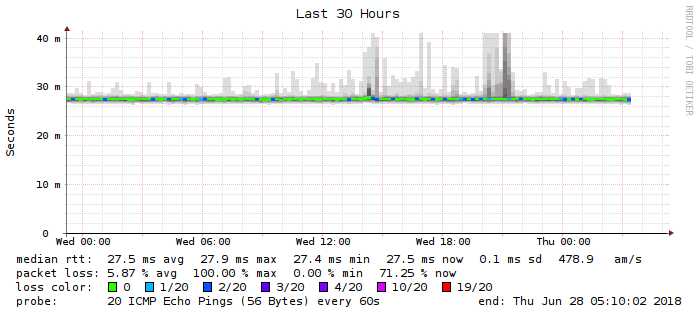 Last 30 Hours
RRDTOOL / TOBI OETIKER
Seconds
40 m
30 m
20 m
10 m
0
Wed 00:00 Wed 06:00 Wed 12:00 Wed 18:00 Thu 00:00
median rtt: 27.5 ms avg 27.9 ms max 27.4 ms min 27.5 ms now 0.1 ms sd 478.9 am/s
packet loss: 5.87 % avg 100.00 % max 0.00 % min 71.25 % now
loss color: 0 1/20 2/20 3/20 4/20 10/20 19/20
probe: 20 ICMP Echo Pings (56 Bytes) every 60s end: Thu Jun 28 05:10:02 2018